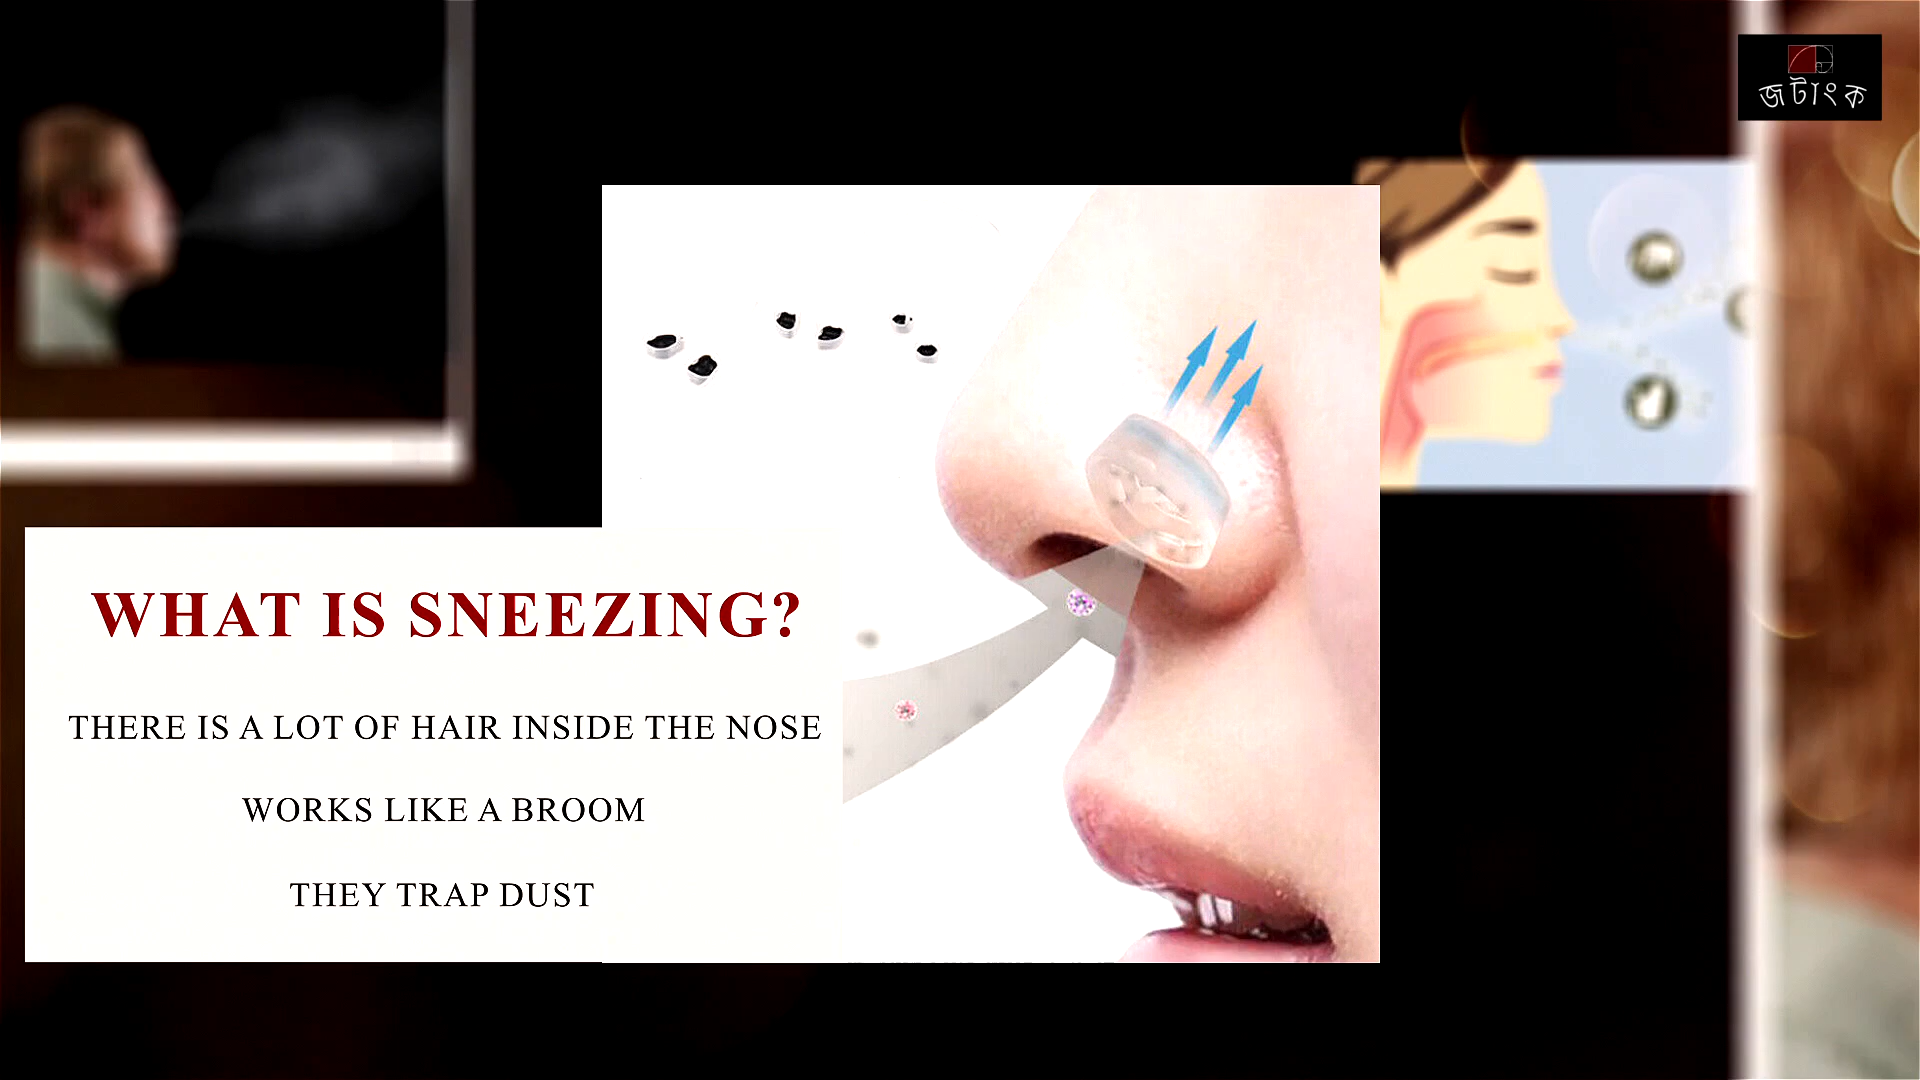 জটাংক
WHAT IS SNEEZING?
THERE IS A LOT OF HAIR INSIDE THE NOSE
WORKS LIKE A BROOM
THEY TRAP DUST